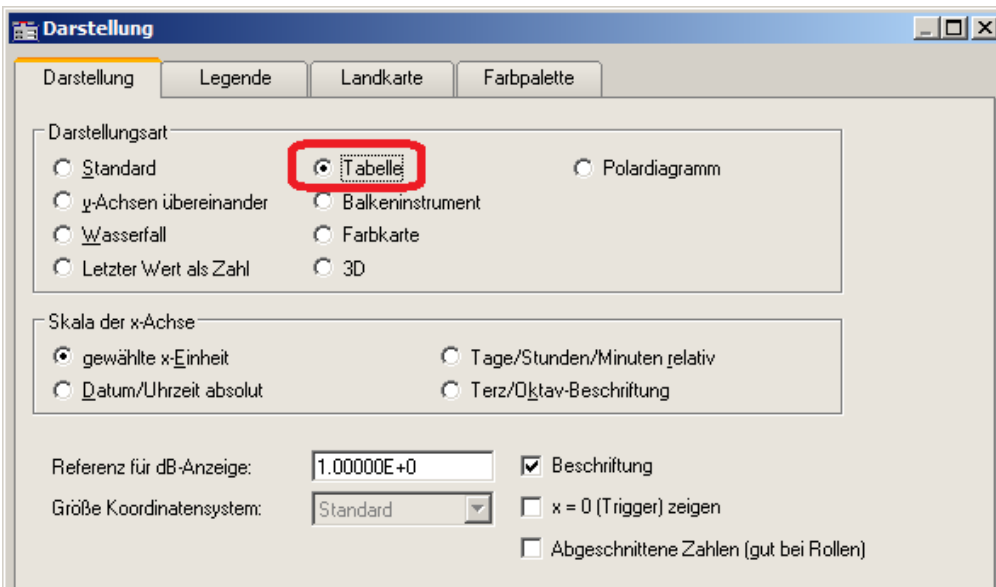 Darstellung
Darstellung Legende Landkarte Farbpalette
Darstellungsart
Standard Tabelle Polardiagramm
y-Achsen übereinander Balkeninstrument
Wasserfall Farbkarte
Letzter Wert als Zahl 3D
Skala der x-Achse
gewählte x-Einheit Tage/Stunden/Minuten relativ
Datum/Uhrzeit absolut Terz/Oktav-Beschriftung
Referenz für dB-Anzeige: 1.00000E+0 Beschriftung
Größe Koordinatensystem: Standard x = 0 (Trigger) zeigen
Abgeschnittene Zahlen (gut bei Rollen)